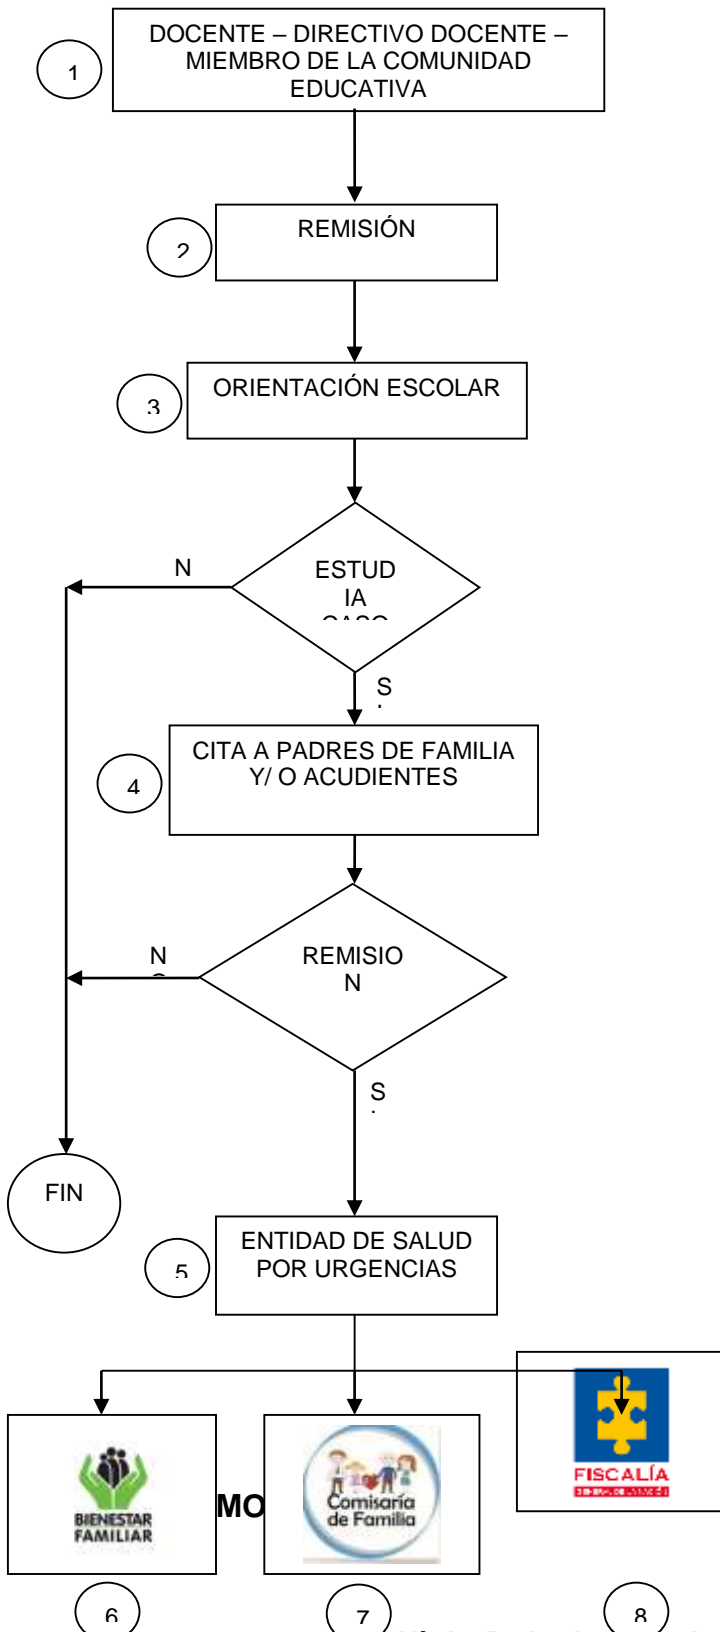 DOCENTE – DIRECTIVO DOCENTE –
MIEMBRO DE LA COMUNIDAD
EDUCATIVA
1
REMISIÓN
2
ORIENTACIÓN ESCOLAR
3
N
ESTUD
IA
CASO
S
CITA A PADRES DE FAMILIA
Y/ O ACUDIENTES
4
N
REMISIO
N
S
FIN
ENTIDAD DE SALUD
POR URGENCIAS
5
BIENESTAR
FAMILIAR
MO
Comisaría
de Familia
FISCALÍA
6
7
8